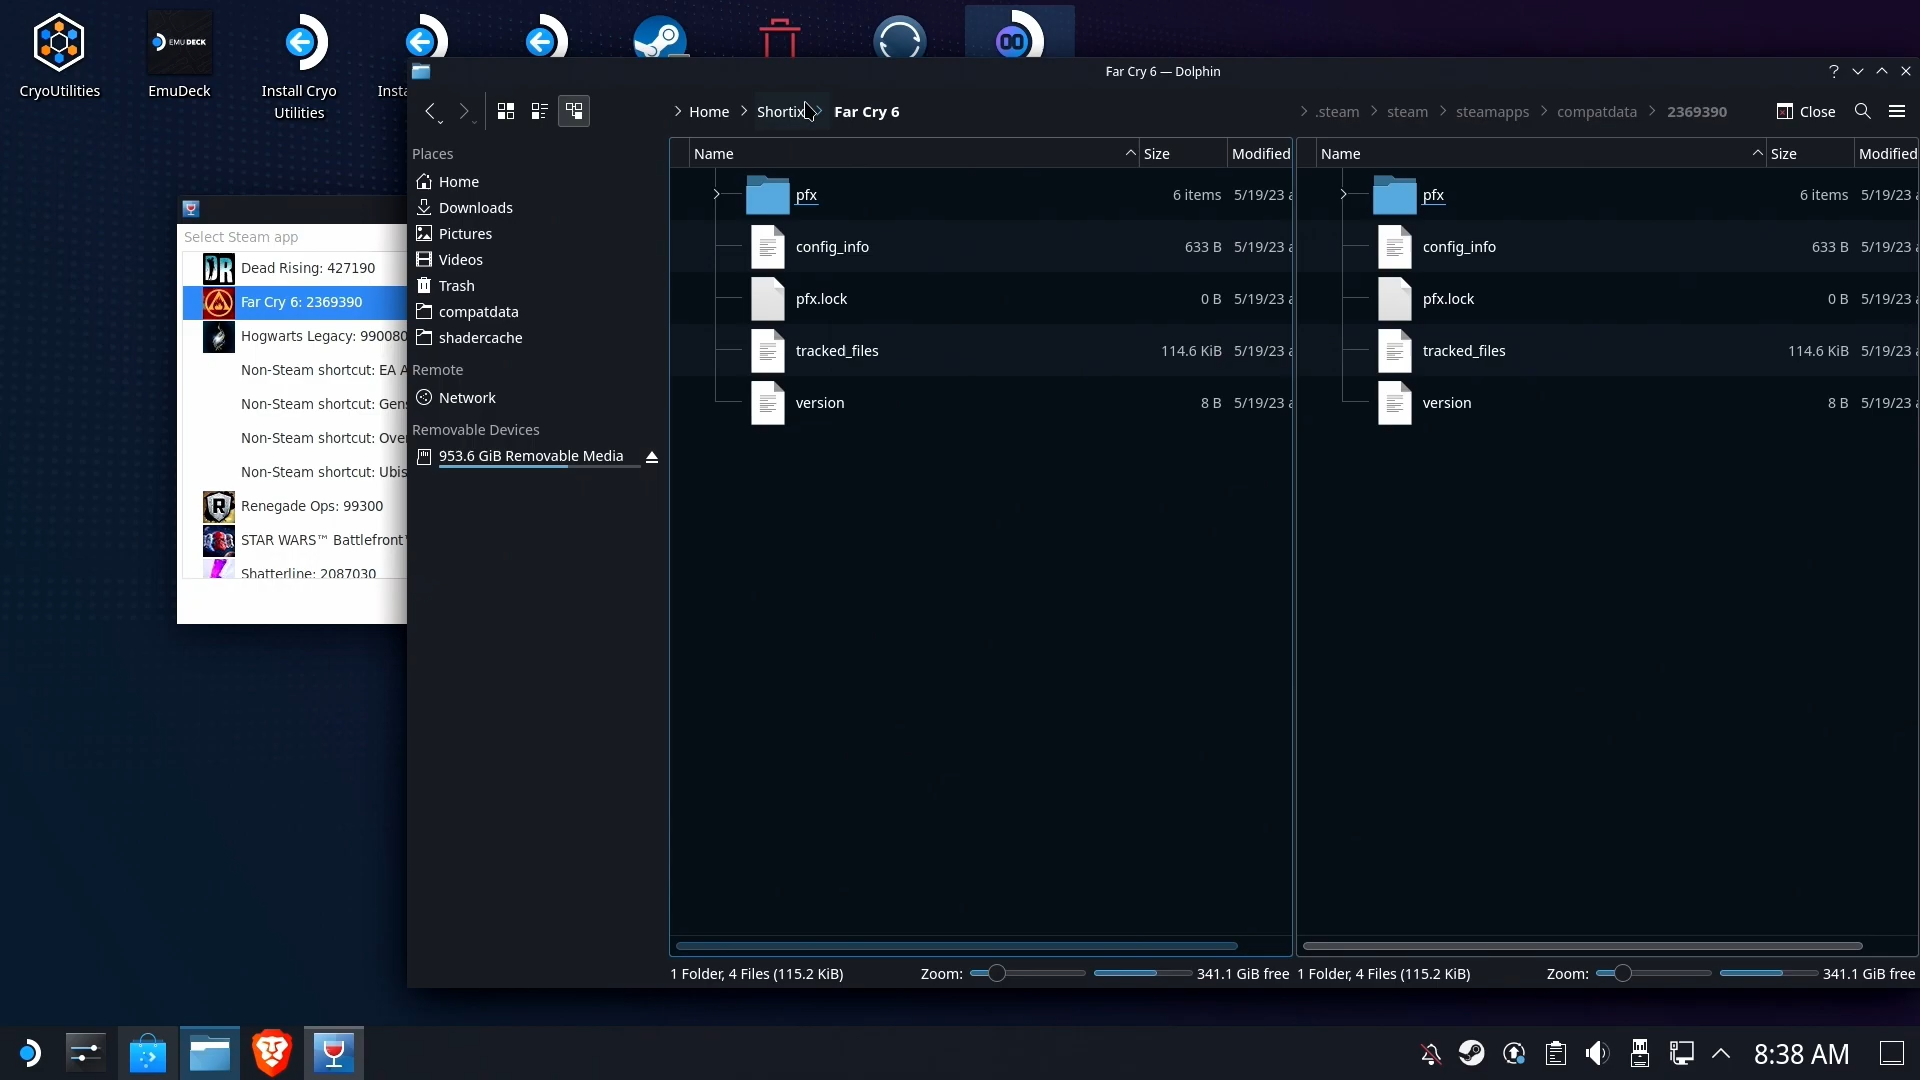 CryoUtilities
EMUDECK
EmuDeck
Install Cryo
Utilities
Insta
Far Cry 6 — Dolphin
Home
Shortix
Far Cry 6
.steam
steam
steamapps
compatdata
2369390
Close
Places
Home
Downloads
Pictures
Videos
Trash
compatdata
shadercache
Remote
Network
Removable Devices
953.6 GiB Removable Media
Name
Size
Modified
pfx
6 items
5/19/23 a
config_info
633 B
5/19/23 a
pfx.lock
0 B
5/19/23 a
tracked_files
114.6 KiB
5/19/23 a
version
8 B
5/19/23 a
1 Folder, 4 Files (115.2 KiB)
Zoom:
341.1 GiB free
Name
Size
Modified
pfx
6 items
5/19/23 a
config_info
633 B
5/19/23 a
pfx.lock
0 B
5/19/23 a
tracked_files
114.6 KiB
5/19/23 a
version
8 B
5/19/23 a
1 Folder, 4 Files (115.2 KiB)
Zoom:
341.1 GiB free
Select Steam app
DR
Dead Rising: 427190
Far Cry 6: 2369390
Hogwarts Legacy: 990080
Non-Steam shortcut: EA A
Non-Steam shortcut: Gens
Non-Steam shortcut: Over
Non-Steam shortcut: Ubis
R
Renegade Ops: 99300
STAR WARS™ Battlefront
Shatterline: 2087030
8:38 AM